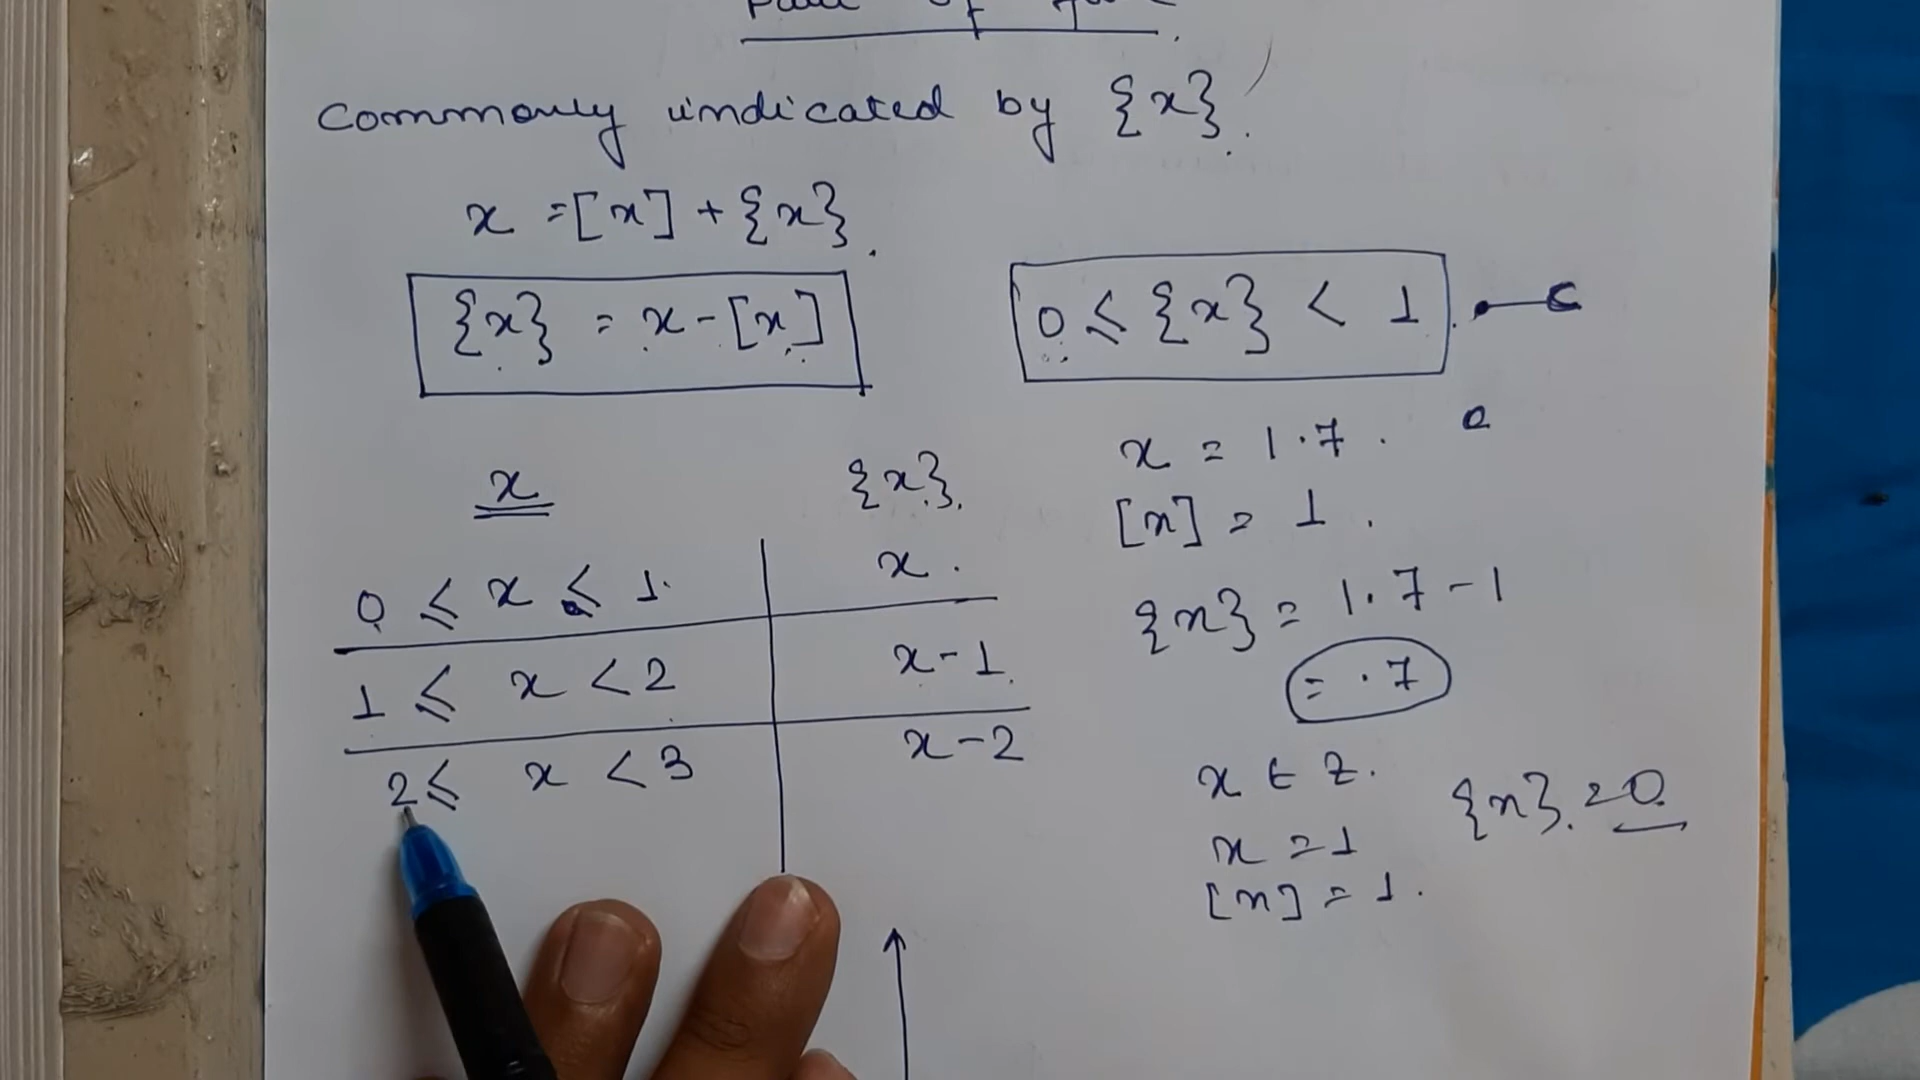 commonly indicated by {x}.
x = [x] + {x}.
{x} = x - [x]
0 ≤ {x} < 1
x = 1.7.
[x] = 1.
{x} = 1.7 - 1
= .7
x {x}.
0 ≤ x ≤ 1. x.
1 ≤ x < 2 x-1.
2 ≤ x < 3 x-2
x ∈ Z.
{x} = 0.
x = 1
[x] = 1.